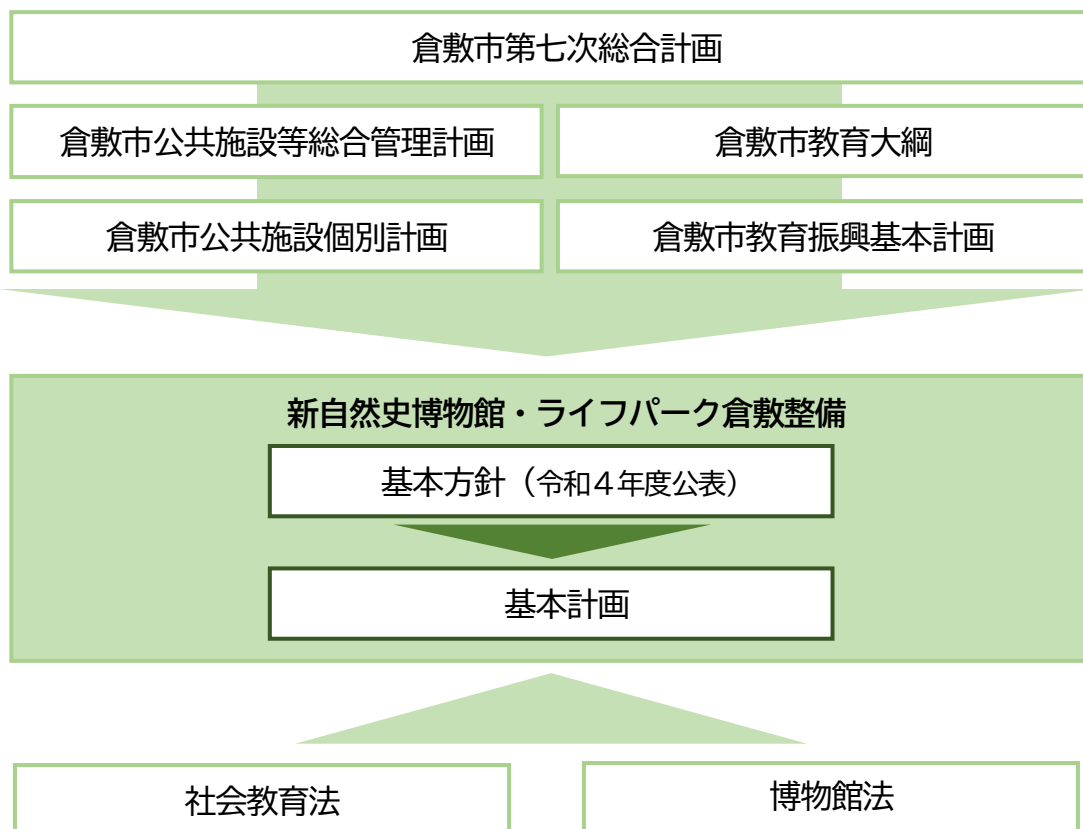 倉敷市第七次総合計画
倉敷市公共施設等総合管理計画
倉敷市教育大綱
倉敷市公共施設個別計画
倉敷市教育振興基本計画
新自然史博物館・ライフパーク倉敷整備
基本方針（令和４年度公表）
基本計画
社会教育法
博物館法